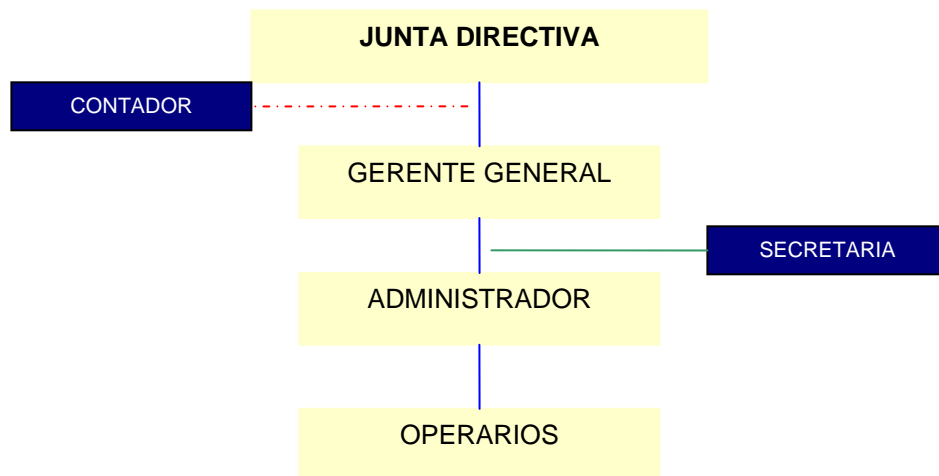 JUNTA DIRECTIVA
CONTADOR
GERENTE GENERAL
SECRETARIA
ADMINISTRADOR
OPERARIOS